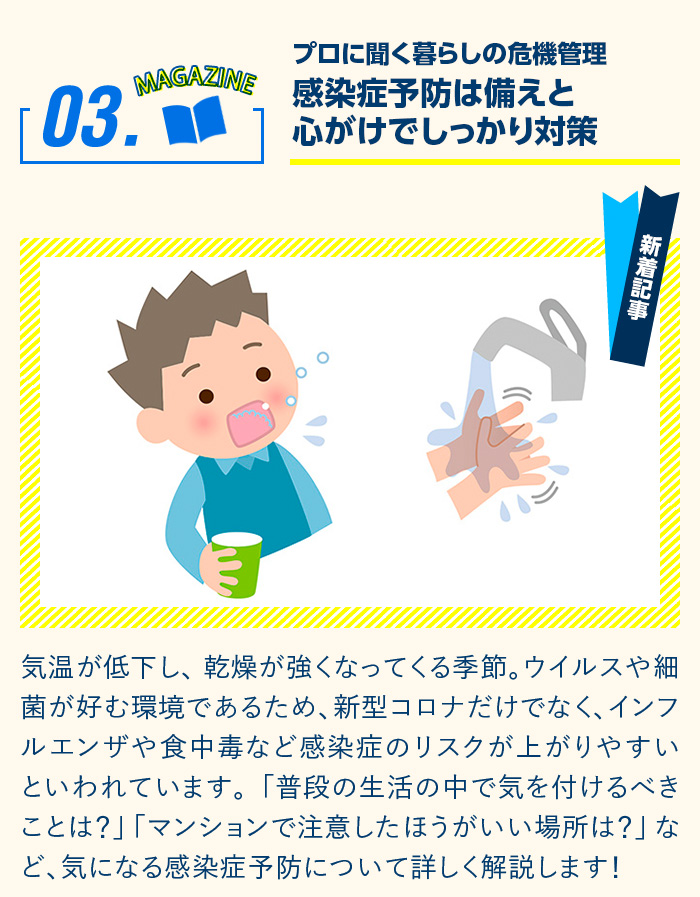 MAGAZINE
03.
プロに聞く暮らしの危機管理
感染症予防は備えと
心がけでしっかり対策
新着記事
気温が低下し、乾燥が強くなってくる季節。ウイルスや細
菌が好む環境であるため、新型コロナだけでなく、インフ
ルエンザや食中毒など感染症のリスクが上がりやすい
といわれています。「普段の生活の中で気を付けるべき
ことは?」「マンションで注意したほうがいい場所は?」な
ど、気になる感染症予防について詳しく解説します!